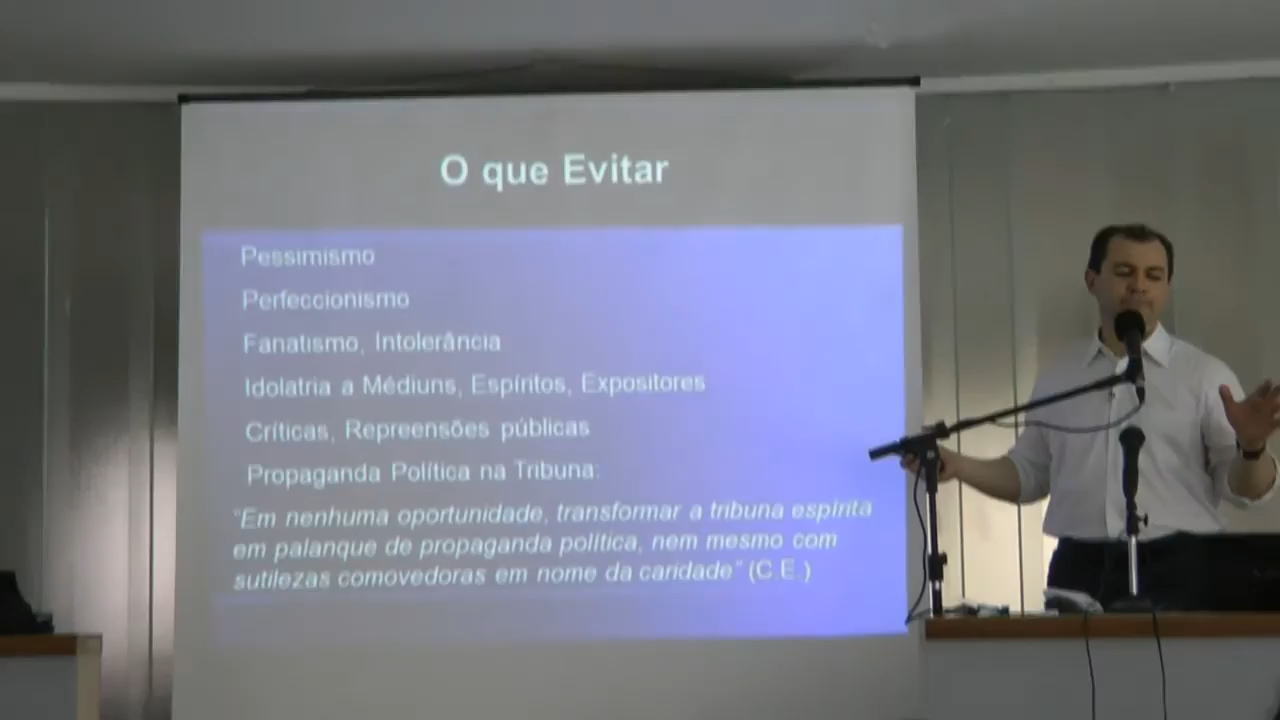 O que Evitar
Pessimismo
Perfeccionismo
Fanatismo, Intolerância
Idolatria a Médiuns, Espíritos, Expositores
Críticas, Repreensões públicas
Propaganda Política na Tribuna:
“Em nenhuma oportunidade, transformar a tribuna espírita
em palanque de propaganda política, nem mesmo com
sutilezas comovedoras em nome da caridade” (C.E.)